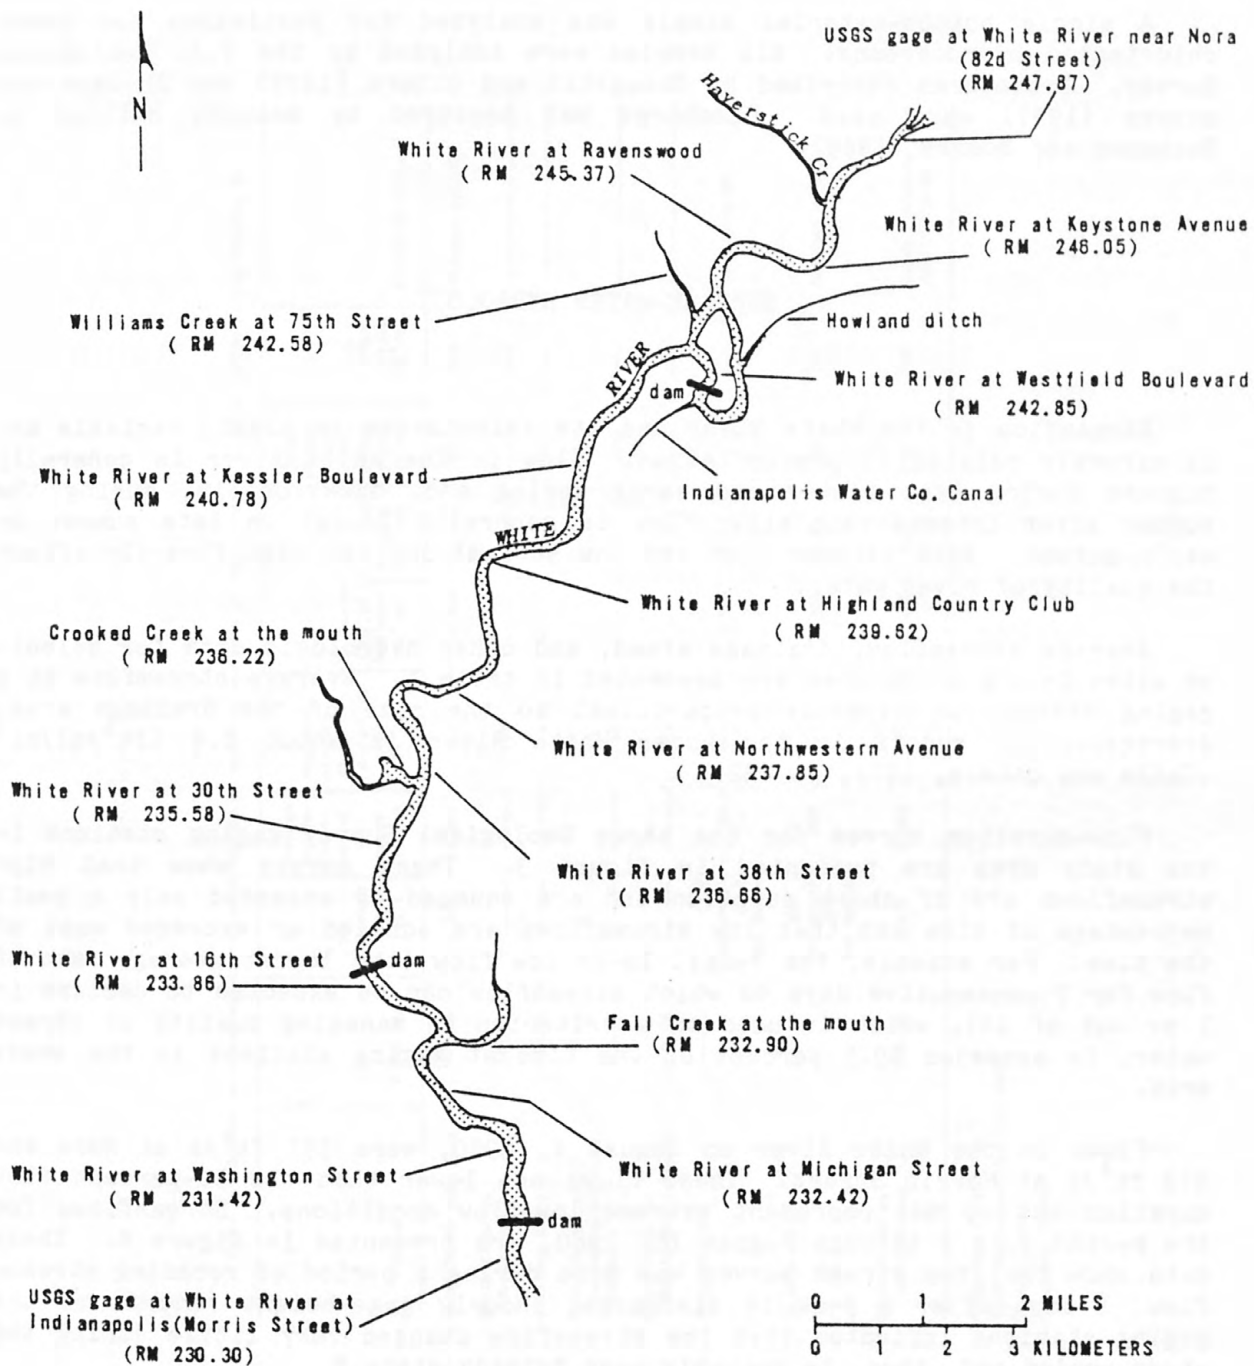 USGS gage at White River near Nora
(82d Street)
(RM 247.87)
N
Haverstick Cr
White River at Ravenswood
( RM 245.37)
White River at Keystone Avenue
( RM 246.05)
Williams Creek at 75th Street
( RM 242.58)
Howland ditch
RIVER
dam
White River at Westfield Boulevard
(RM 242.85)
White River at Kessler Boulevard
(RM 240.78)
Indianapolis Water Co. Canal
WHITE
White River at Highland Country Club
(RM 239.62)
Crooked Creek at the mouth
( RM 236.22)
White River at Northwestern Avenue
(RM 237.85)
White River at 30th Street
(RM 235.58)
White River at 38th Street
(RM 236.66)
White River at 16th Street
(RM 233.86)
dam
Fall Creek at the mouth
(RM 232.90)
White River at Washington Street
(RM 231.42)
White River at Michigan Street
(RM 232.42)
dam
USGS gage at White River at
Indianapolis(Morris Street)
(RM 230.30)
0 1 2 MILES
0 1 2 3 KILOMETERS